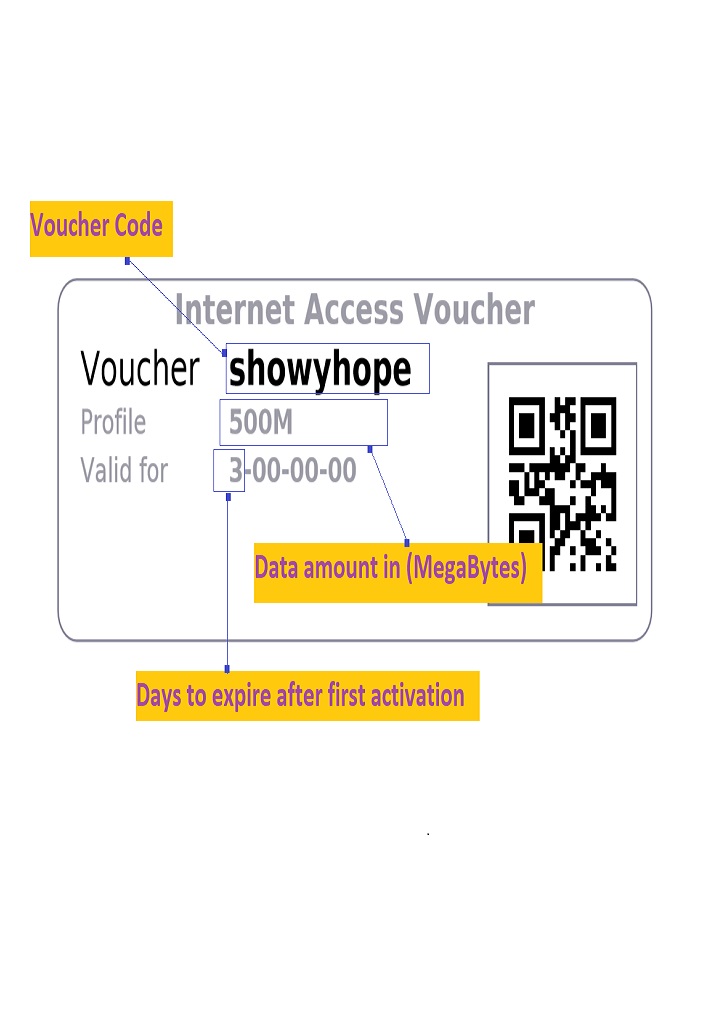 Voucher Code
Internet Access Voucher
Voucher showyhope
Profile 500M
Valid for 3-00-00-00
Data amount in (MegaBytes)
Days to expire after first activation
.